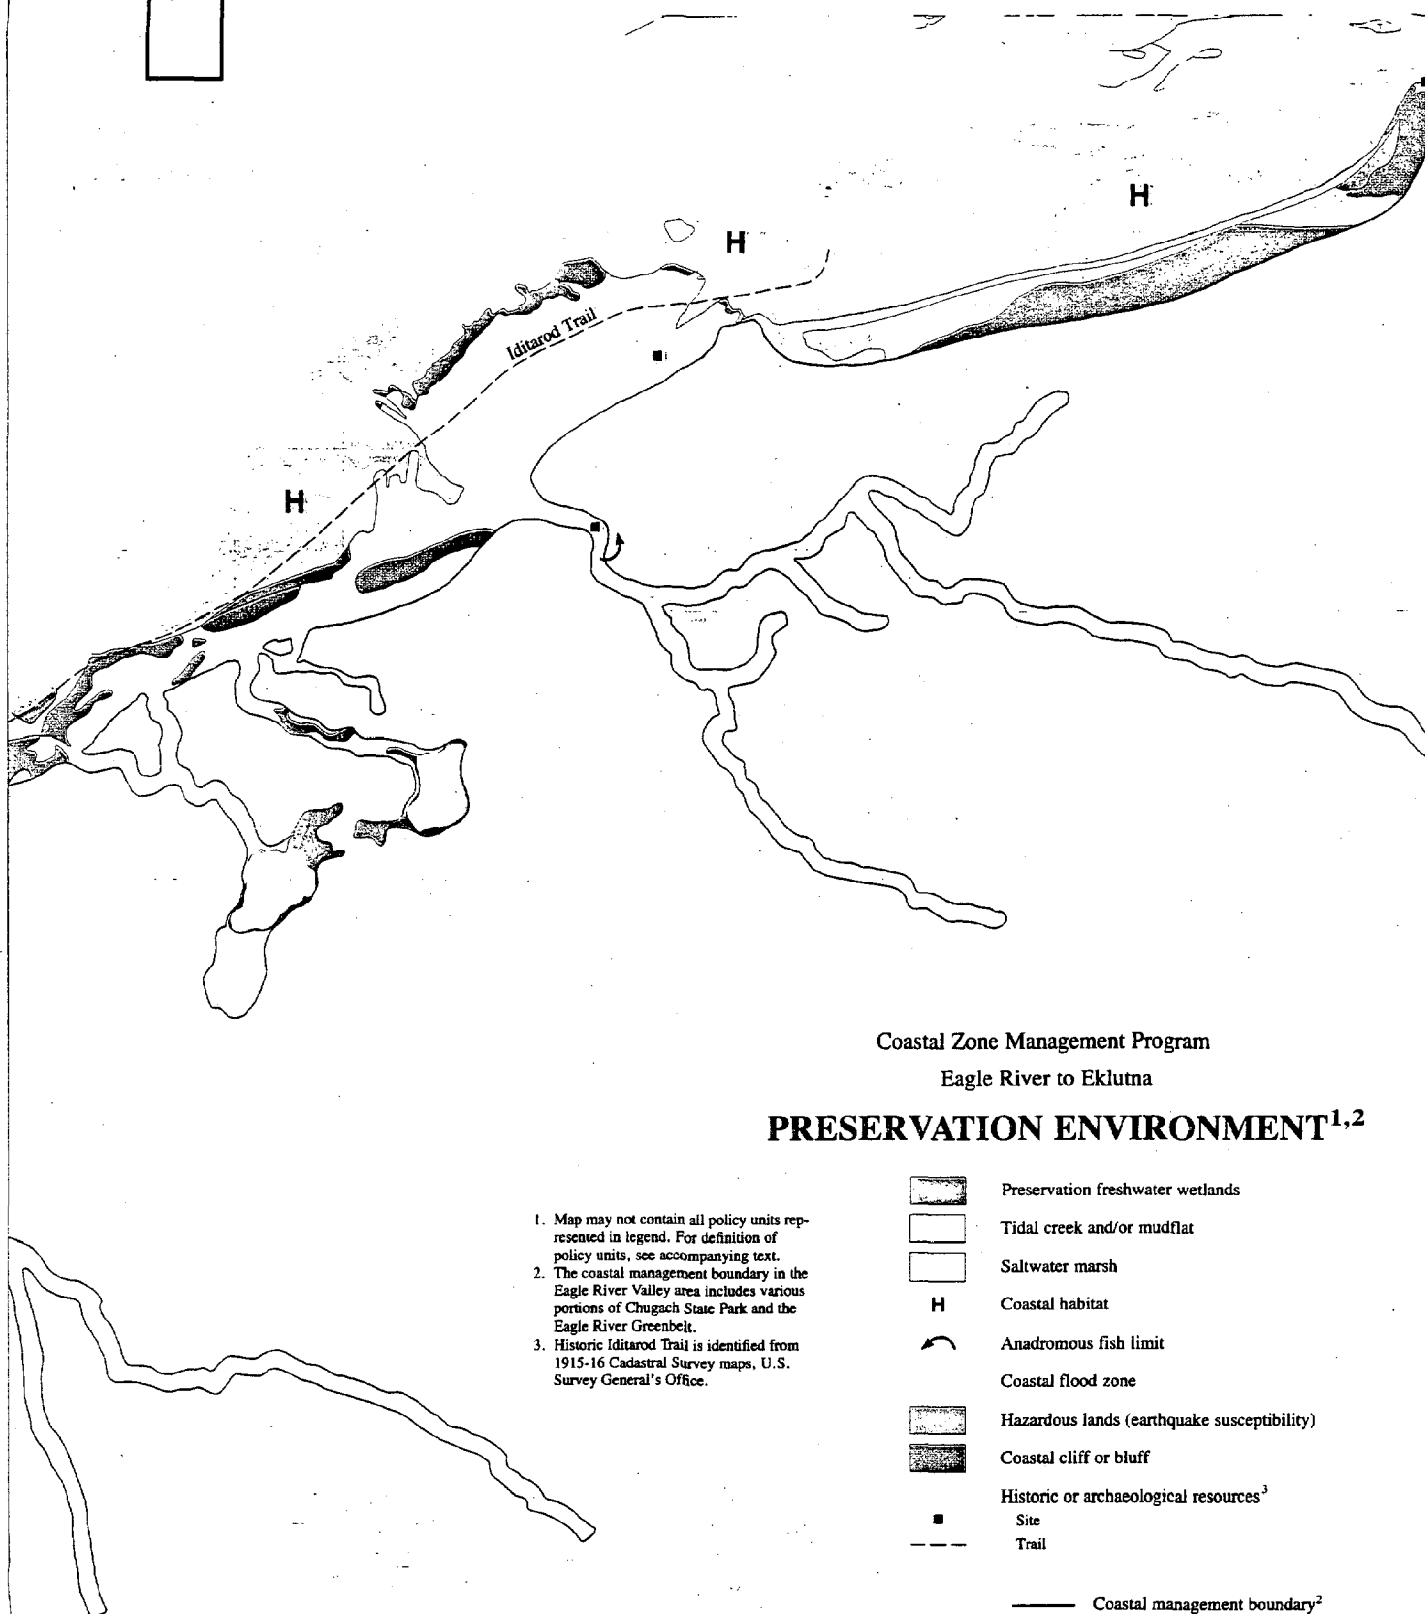 H
H
Iditarod Trail
H
Coastal Zone Management Program
Eagle River to Eklutna
PRESERVATION ENVIRONMENT1,2
1. Map may not contain all policy units rep-
resented in legend. For definition of
policy units, see accompanying text.
2. The coastal management boundary in the
Eagle River Valley area includes various
portions of Chugach State Park and the
Eagle River Greenbelt.
3. Historic Iditarod Trail is identified from
1915-16 Cadastral Survey maps, U.S.
Survey General's Office.
Preservation freshwater wetlands
Tidal creek and/or mudflat
Saltwater marsh
H Coastal habitat
Anadromous fish limit
Coastal flood zone
Hazardous lands (earthquake susceptibility)
Coastal cliff or bluff
Historic or archaeological resources3
Site
Trail
Coastal management boundary2